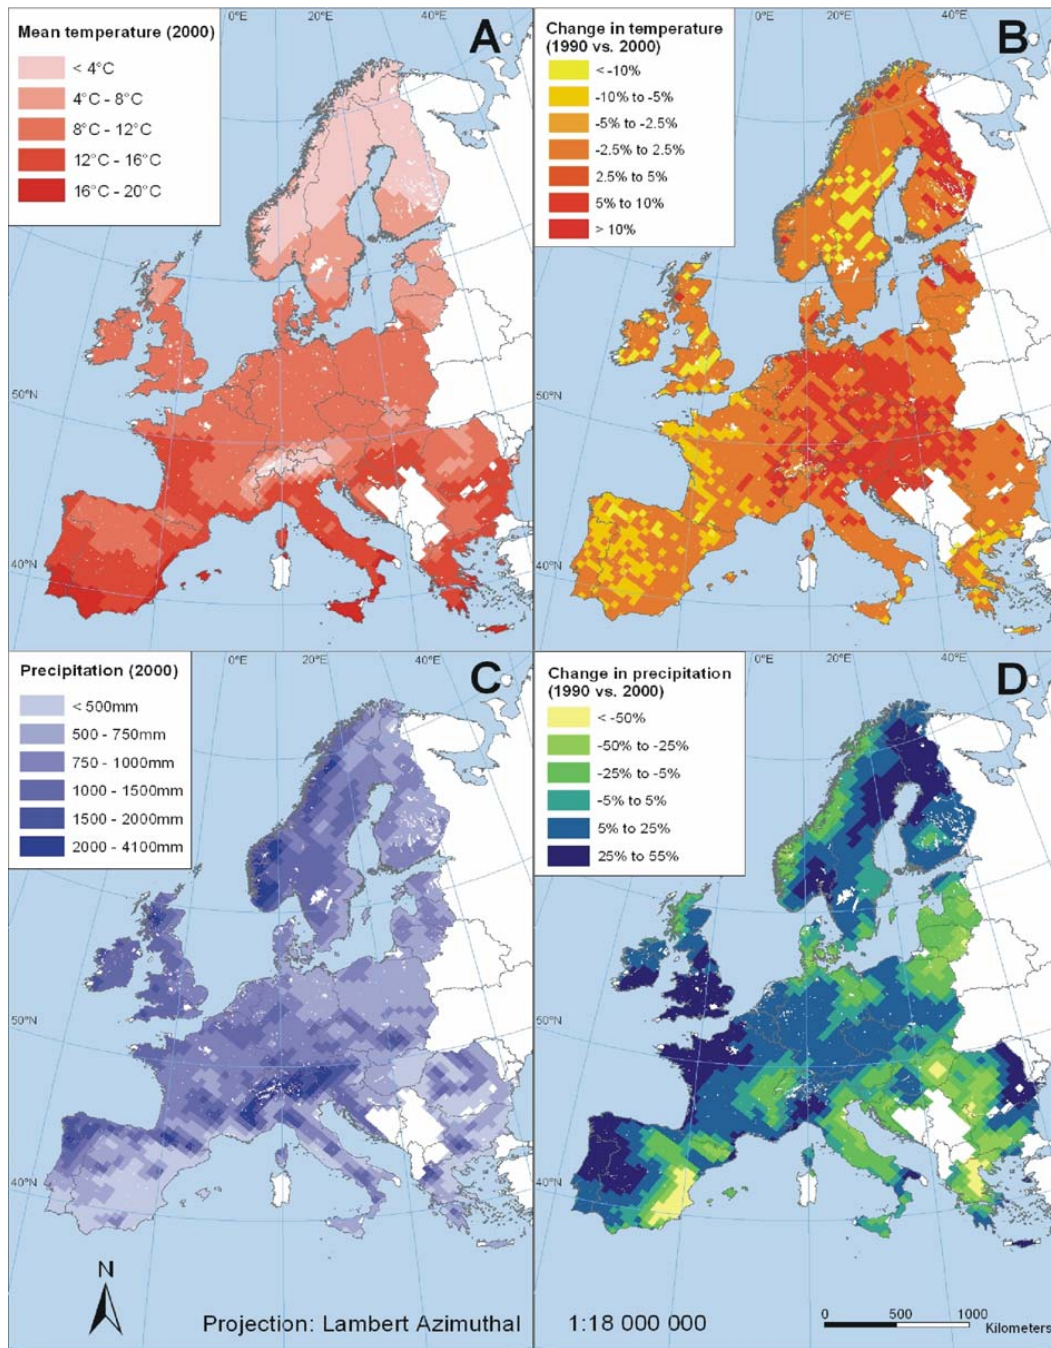 0°E 20°E 40°E
Mean temperature (2000)
A
< 4°C
4°C - 8°C
8°C - 12°C
12°C - 16°C
16°C - 20°C
50°N
40°N
0°E 20°E 40°E
Change in temperature
(1990 vs. 2000)
B
< -10%
-10% to -5%
-5% to -2.5%
-2.5% to 2.5%
2.5% to 5%
5% to 10%
> 10%
50°N
40°N
0°E 20°E 40°E
Precipitation (2000)
C
< 500mm
500 - 750mm
750 - 1000mm
1000 - 1500mm
1500 - 2000mm
2000 - 4100mm
50°N
40°N
N
Projection: Lambert Azimuthal
0°E 20°E 40°E
Change in precipitation
(1990 vs. 2000)
D
< -50%
-50% to -25%
-25% to -5%
-5% to 5%
5% to 25%
25% to 55%
50°N
40°N
1:18 000 000
0 500 1000
Kilometers